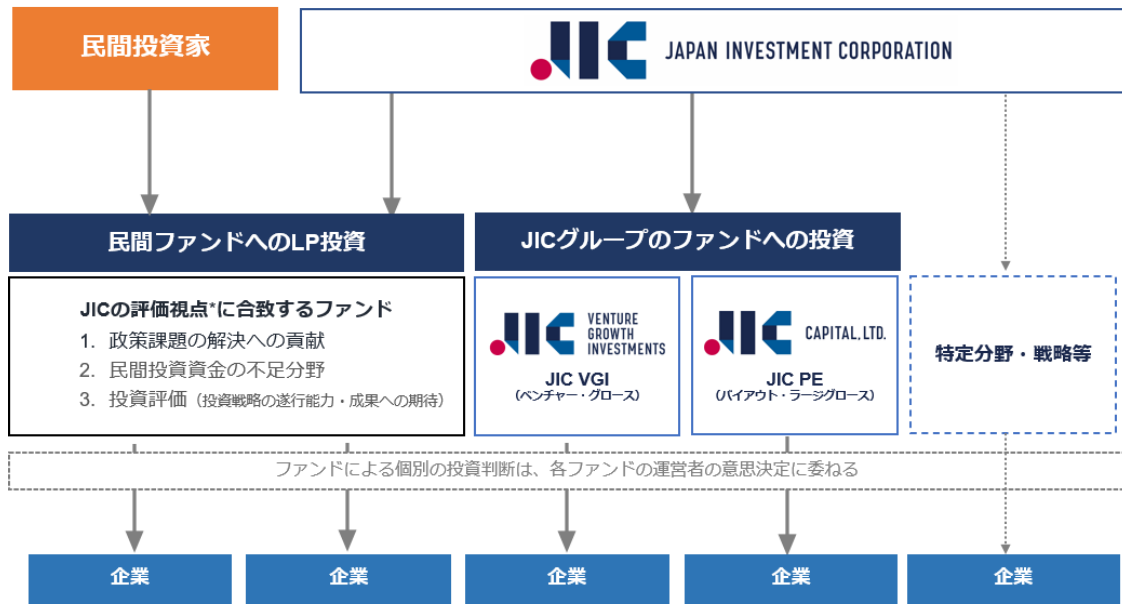 民間投資家
JIC JAPAN INVESTMENT CORPORATION
民間ファンドへのLP投資
JICグループのファンドへの投資
JICの評価視点*に合致するファンド
1. 政策課題の解決への貢献
2. 民間投資資金の不足分野
3. 投資評価（投資戦略の遂行能力・成果への期待）
JIC VENTURE
GROWTH
INVESTMENTS
JIC VGI
（ベンチャー・グロース）
JIC CAPITAL, LTD.
JIC PE
（バイアウト・ラージグロース）
特定分野・戦略等
ファンドによる個別の投資判断は、各ファンドの運営者の意思決定に委ねる
企業
企業
企業
企業
企業